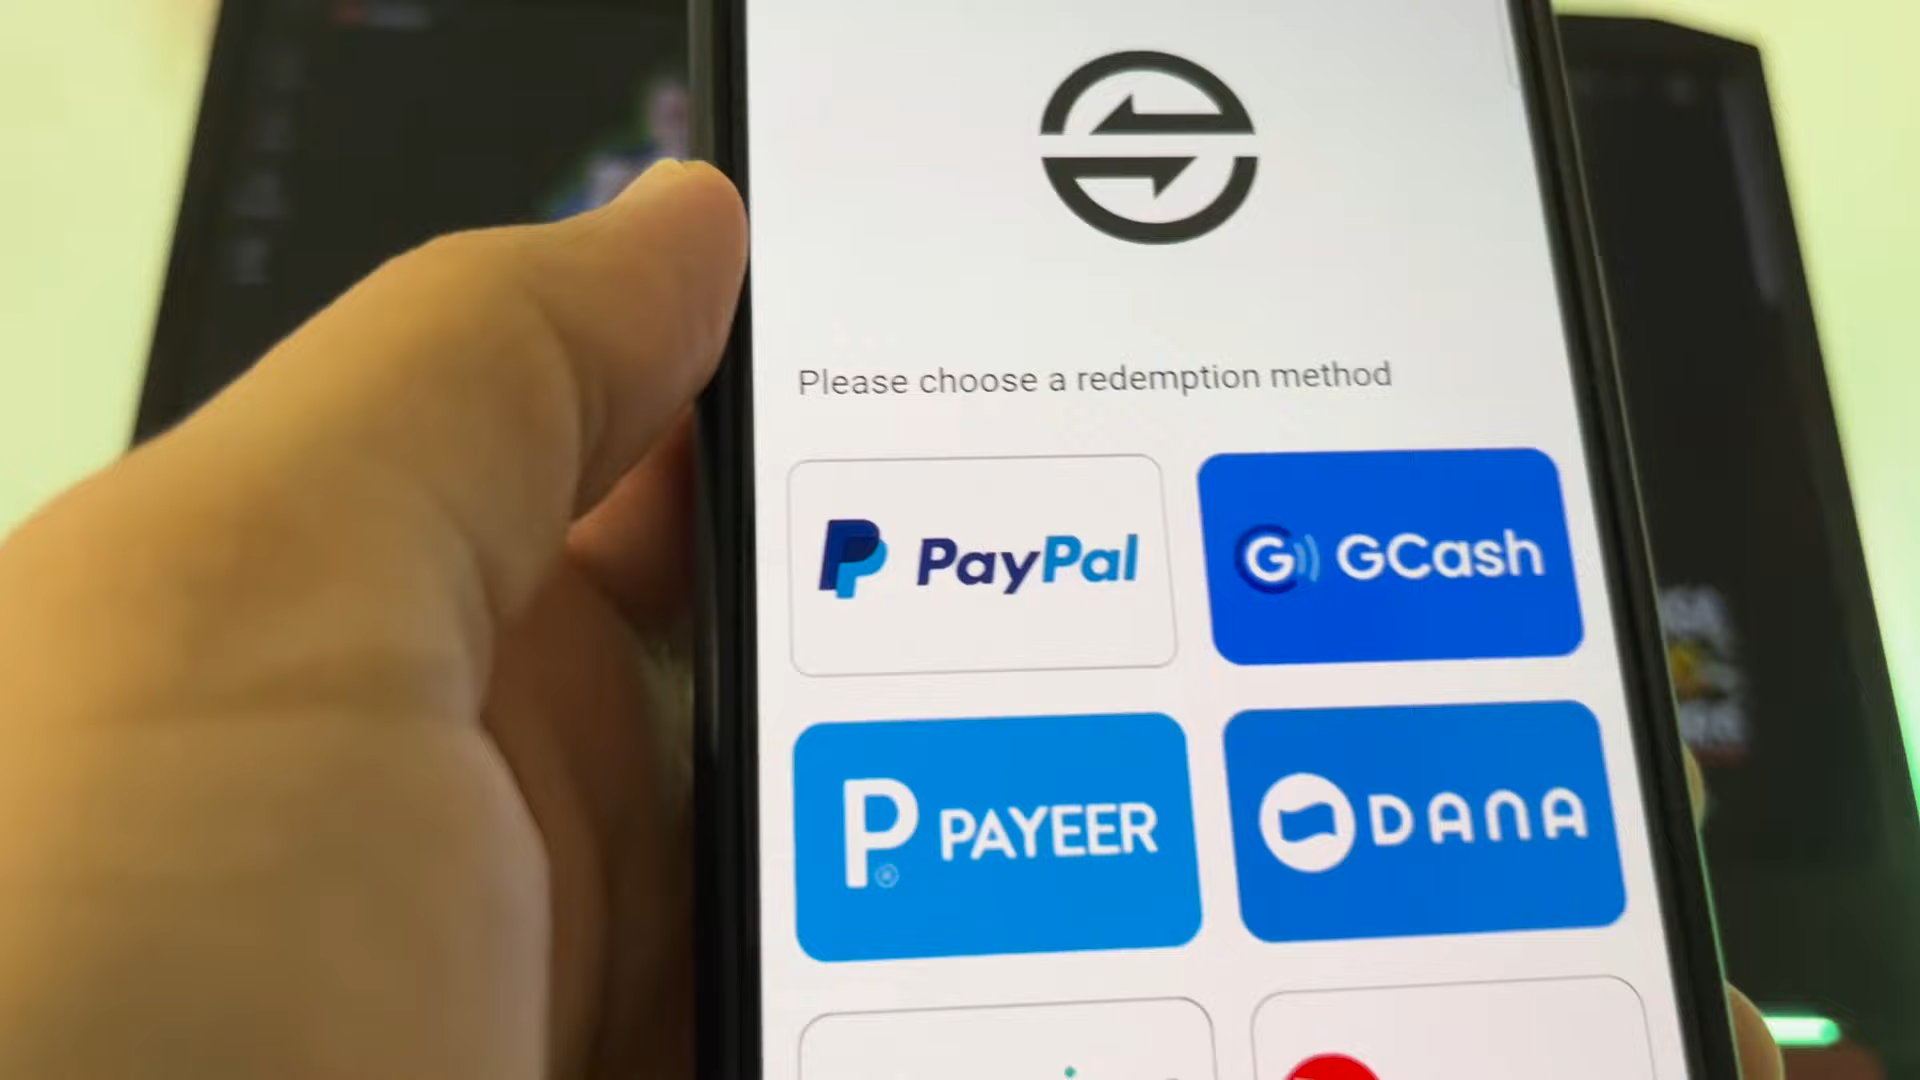 Please choose a redemption method
PayPal
GCash
PAYEER
DANA